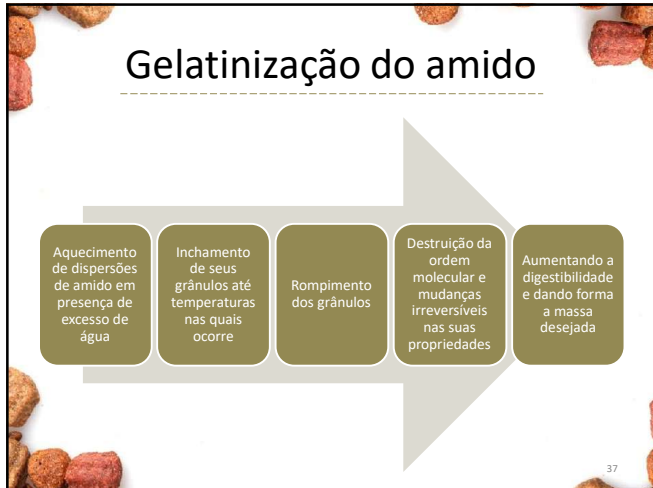 Gelatinização do amido
Aquecimento
de dispersões
de amido em
presença de
excesso de
água
Inchamento
de seus
grânulos até
temperaturas
nas quais
ocorre
Rompimento
dos grânulos
Destruição da
ordem
molecular e
mudanças
irreversíveis
nas suas
propriedades
Aumentando a
digestibilidade
e dando forma
a massa
desejada
37